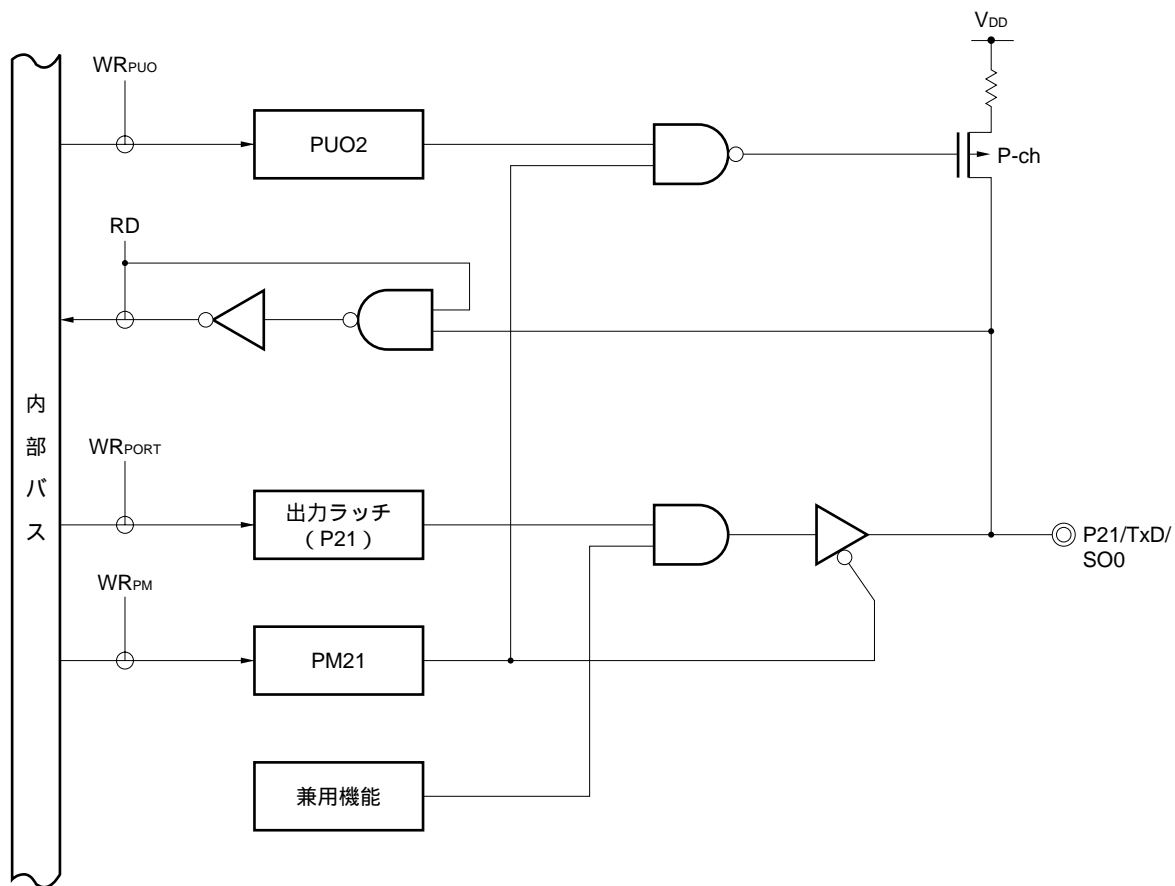 VDD
WRPUO
PUO2
P-ch
RD
内部バス
WRPORT
出力ラッチ
（P21）
P21/TxD/
SO0
WRPM
PM21
兼用機能